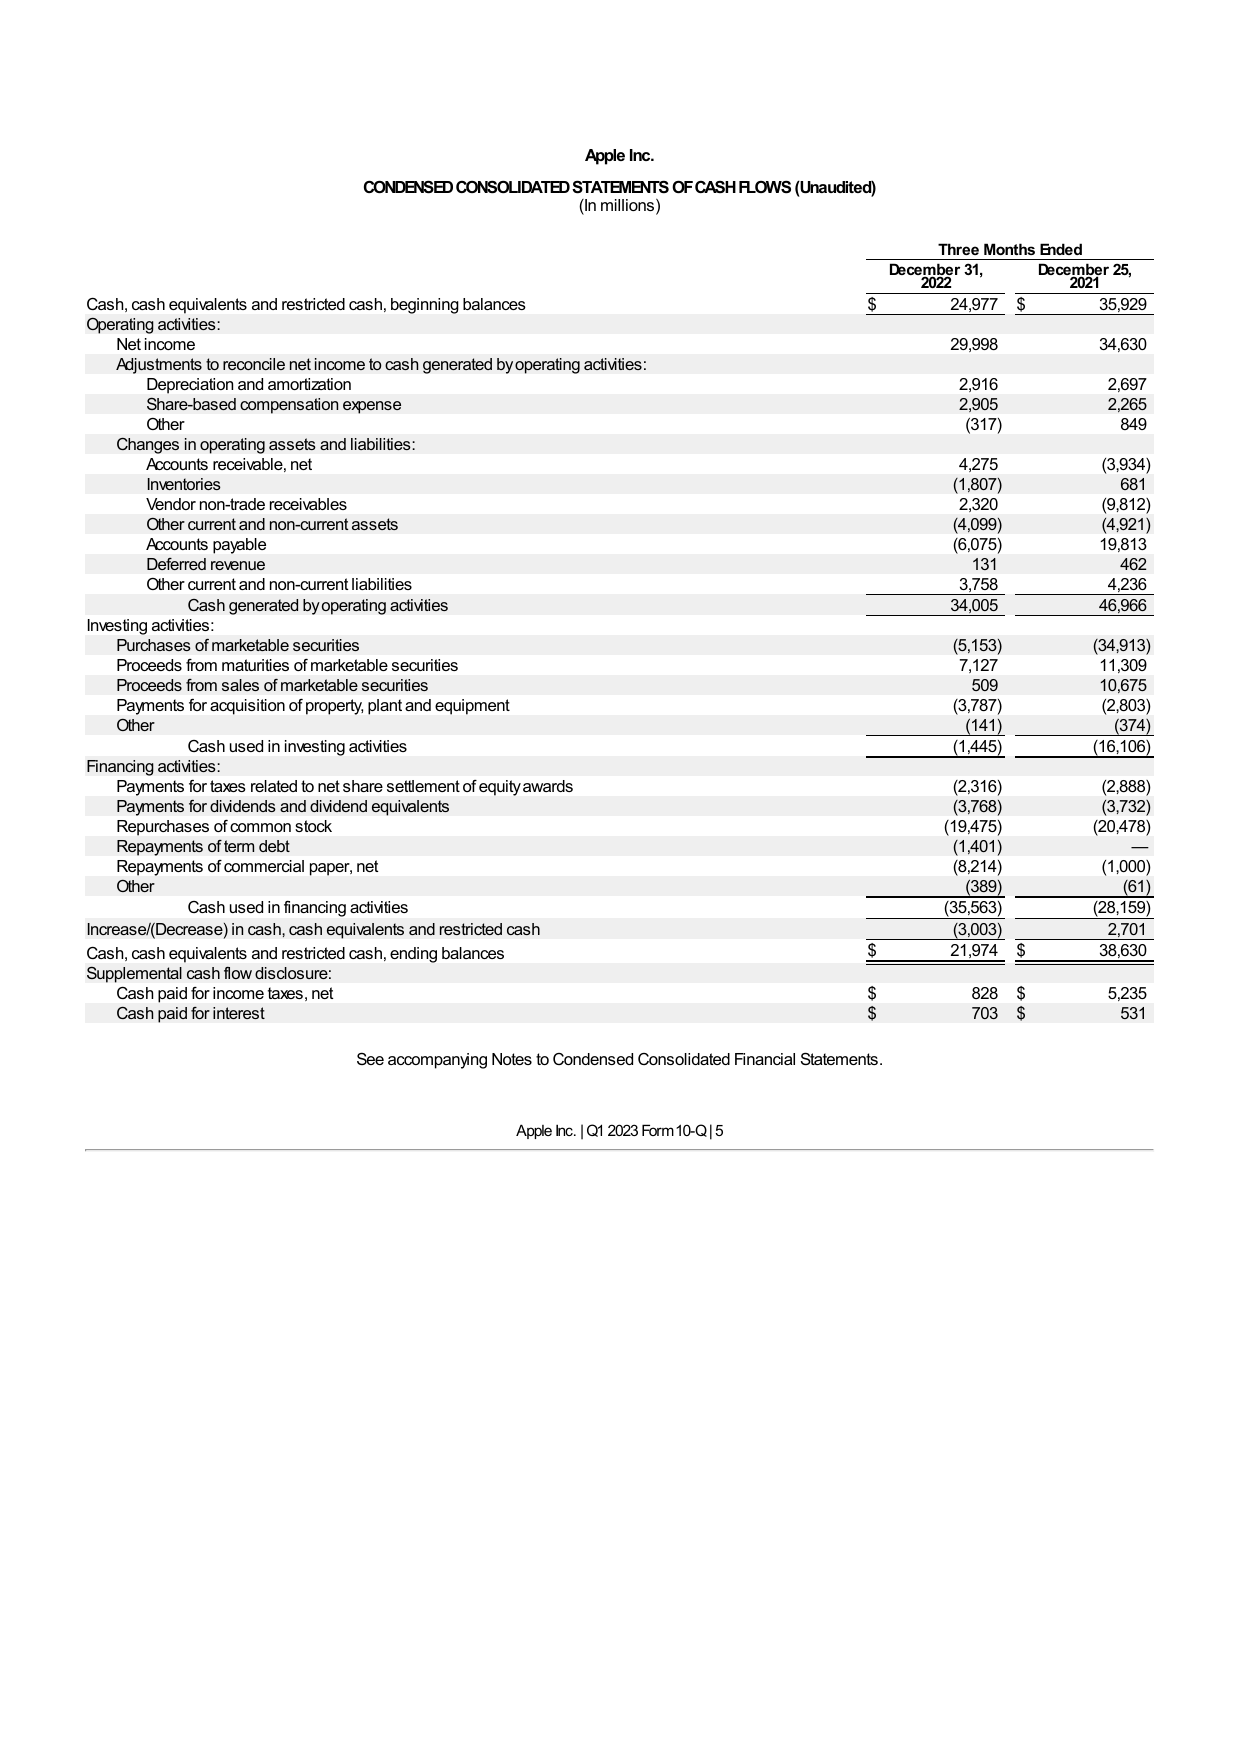 Apple Inc.
CONDENSED CONSOLIDATED STATEMENTS OF CASH FLOWS (Unaudited)
(In millions)
Three Months Ended
December 31, 2022 December 25, 2021
Cash, cash equivalents and restricted cash, beginning balances $ 24,977 $ 35,929
Operating activities:
Net income 29,998 34,630
Adjustments to reconcile net income to cash generated by operating activities:
Depreciation and amortization 2,916 2,697
Share-based compensation expense 2,905 2,265
Other (317) 849
Changes in operating assets and liabilities:
Accounts receivable, net 4,275 (3,934)
Inventories (1,807) 681
Vendor non-trade receivables 2,320 (9,812)
Other current and non-current assets (4,099) (4,921)
Accounts payable (6,075) 19,813
Deferred revenue 131 462
Other current and non-current liabilities 3,758 4,236
Cash generated by operating activities 34,005 46,966
Investing activities:
Purchases of marketable securities (5,153) (34,913)
Proceeds from maturities of marketable securities 7,127 11,309
Proceeds from sales of marketable securities 509 10,675
Payments for acquisition of property, plant and equipment (3,787) (2,803)
Other (141) (374)
Cash used in investing activities (1,445) (16,106)
Financing activities:
Payments for taxes related to net share settlement of equity awards (2,316) (2,888)
Payments for dividends and dividend equivalents (3,768) (3,732)
Repurchases of common stock (19,475) (20,478)
Repayments of term debt (1,401) —
Repayments of commercial paper, net (8,214) (1,000)
Other (389) (61)
Cash used in financing activities (35,563) (28,159)
Increase/(Decrease) in cash, cash equivalents and restricted cash (3,003) 2,701
Cash, cash equivalents and restricted cash, ending balances $ 21,974 $ 38,630
Supplemental cash flow disclosure:
Cash paid for income taxes, net $ 828 $ 5,235
Cash paid for interest $ 703 $ 531
See accompanying Notes to Condensed Consolidated Financial Statements.
Apple Inc. | Q1 2023 Form 10-Q | 5